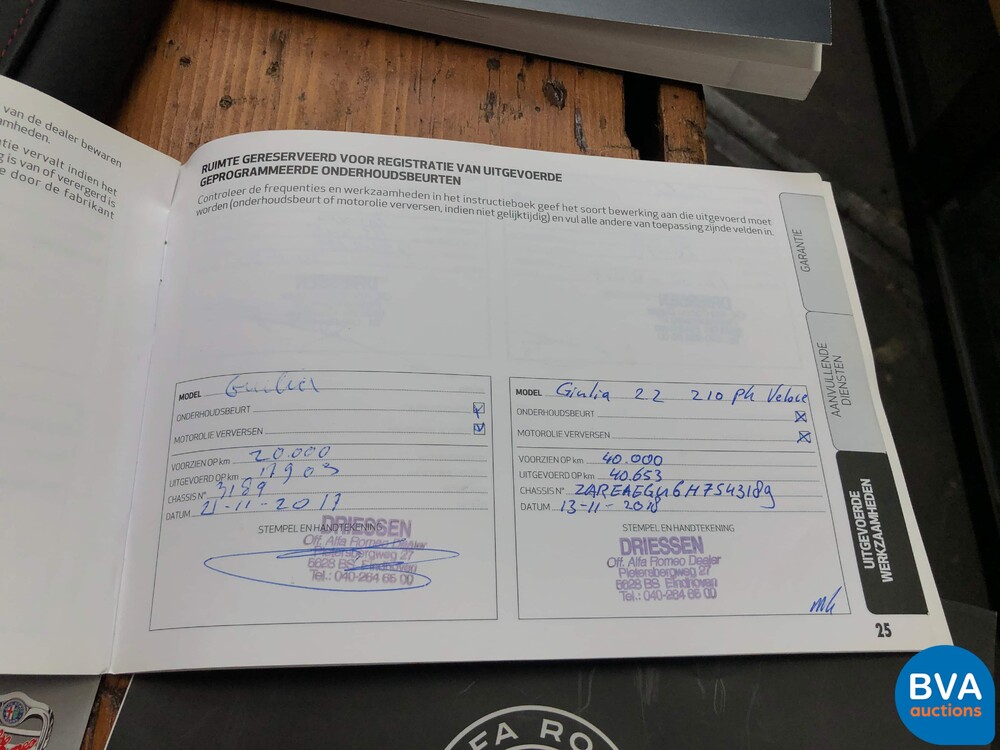 van de dealer bewaren
amheden.
tie vervalt indien het
g is van of verergerd is
e door de fabrikant
RUIMTE GERESERVEERD VOOR REGISTRATIE VAN UITGEVOERDE
GEPROGRAMMEERDE ONDERHOUDSBEURTEN
Controleer de frequenties en werkzaamheden in het instructieboek geef het soort bewerking aan die uitgevoerd moet
worden (onderhoudsbeurt of motorolie verversen, indien niet gelijktijdig) en vul alle andere van toepassing zijnde velden in.
GARANTIE
AANVULLENDE
DIENSTEN
UITGEVOERDE
WERKZAAMHEDEN
MODEL Giulia
ONDERHOUDSBEURT
MOTOROLIE VERVERSEN
VOORZIEN OP km 20.000
UITGEVOERD OP km 17903
CHASSIS N° 3189
DATUM 21-11-2017
STEMPEL EN HANDTEKENING
DRIESSEN
Off. Alfa Romeo Dealer
Pietersbergweg 27
5628 BS Eindhoven
Tel.: 040-264 65 00
MODEL Giulia 2.2 210 pk Veloce
ONDERHOUDSBEURT
MOTOROLIE VERVERSEN
VOORZIEN OP km 40.000
UITGEVOERD OP km 40.653
CHASSIS N° ZAREAEGN6H7543189
DATUM 13-11-2018
STEMPEL EN HANDTEKENING
DRIESSEN
Off. Alfa Romeo Dealer
Pietersbergweg 27
5628 BS Eindhoven
Tel.: 040-264 65 00
25
FA RO
BVA
auctions